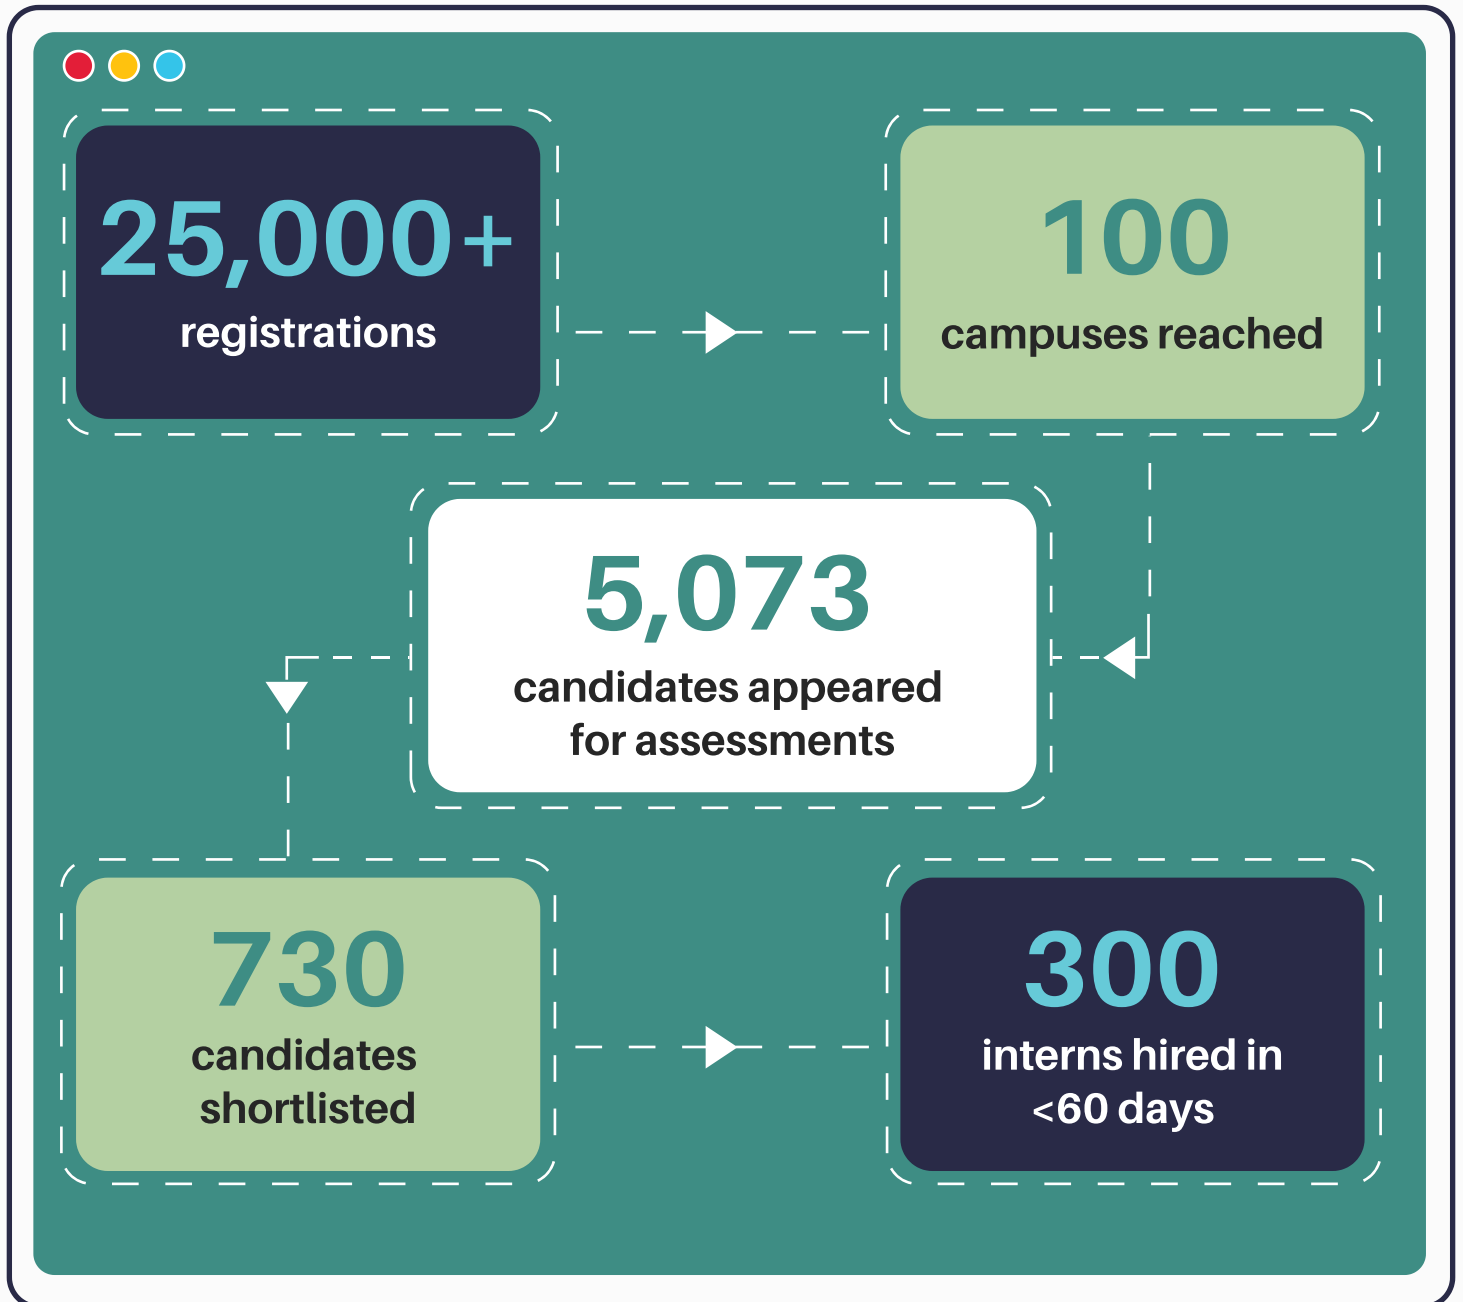 25,000+
registrations
100
campuses reached
5,073
candidates appeared
for assessments
730
candidates
shortlisted
300
interns hired in
<60 days